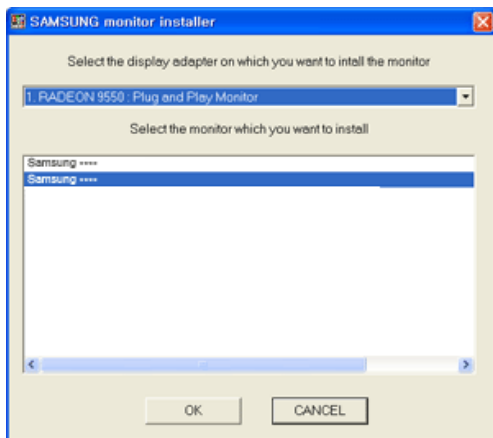 SAMSUNG monitor installer
Select the display adapter on which you want to intall the monitor
1. RADEON 9550 : Plug and Play Monitor
Select the monitor which you want to install
Samsung ----
Samsung ----
OK
CANCEL